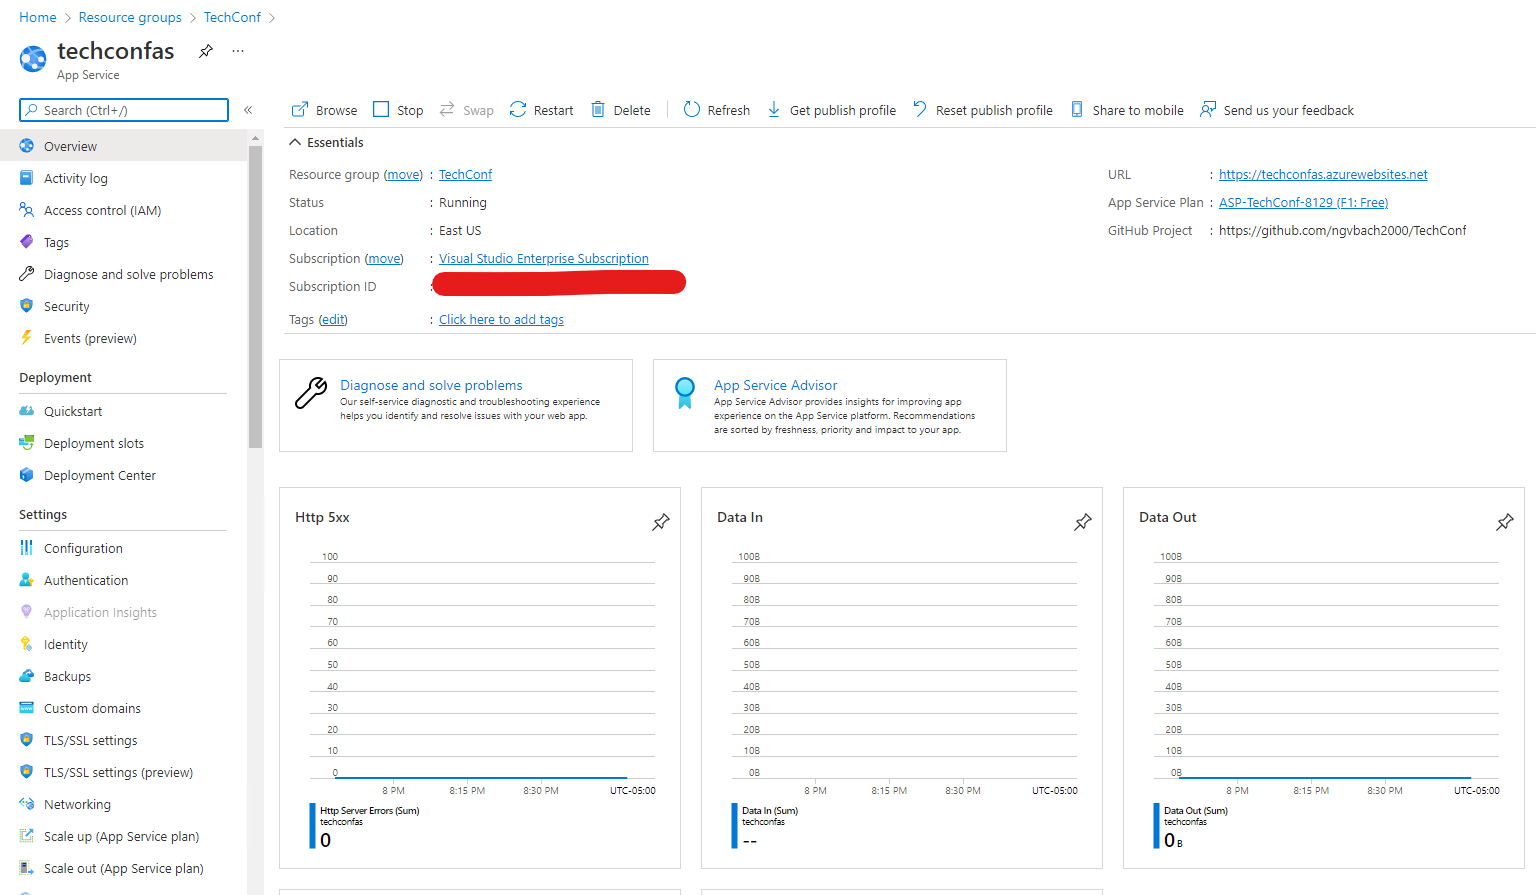 Home > Resource groups > TechConf >
techconfas
App Service
Search (Ctrl+/)
«
Overview
Activity log
Access control (IAM)
Tags
Diagnose and solve problems
Security
Events (preview)
Deployment
Quickstart
Deployment slots
Deployment Center
Settings
Configuration
Authentication
Application Insights
Identity
Backups
Custom domains
TLS/SSL settings
TLS/SSL settings (preview)
Networking
Scale up (App Service plan)
Scale out (App Service plan)
Browse Stop Swap Restart Delete Refresh Get publish profile Reset publish profile Share to mobile Send us your feedback
Essentials
Resource group (move) : TechConf
Status : Running
Location : East US
Subscription (move) : Visual Studio Enterprise Subscription
Subscription ID :
Tags (edit) : Click here to add tags
URL : https://techconfas.azurewebsites.net
App Service Plan : ASP-TechConf-8129 (F1: Free)
GitHub Project : https://github.com/ngvbach2000/TechConf
Diagnose and solve problems
Our self-service diagnostic and troubleshooting experience
helps you identify and resolve issues with your web app.
App Service Advisor
App Service Advisor provides insights for improving app
experience on the App Service platform. Recommendations
are sorted by freshness, priority and impact to your app.
Http 5xx
100
90
80
70
60
50
40
30
20
10
0
8 PM 8:15 PM 8:30 PM UTC-05:00
Http Server Errors (Sum)
techconfas
0
Data In
100B
90B
80B
70B
60B
50B
40B
30B
20B
10B
0B
8 PM 8:15 PM 8:30 PM UTC-05:00
Data In (Sum)
techconfas
--
Data Out
100B
90B
80B
70B
60B
50B
40B
30B
20B
10B
0B
8 PM 8:15 PM 8:30 PM UTC-05:00
Data Out (Sum)
techconfas
0 B